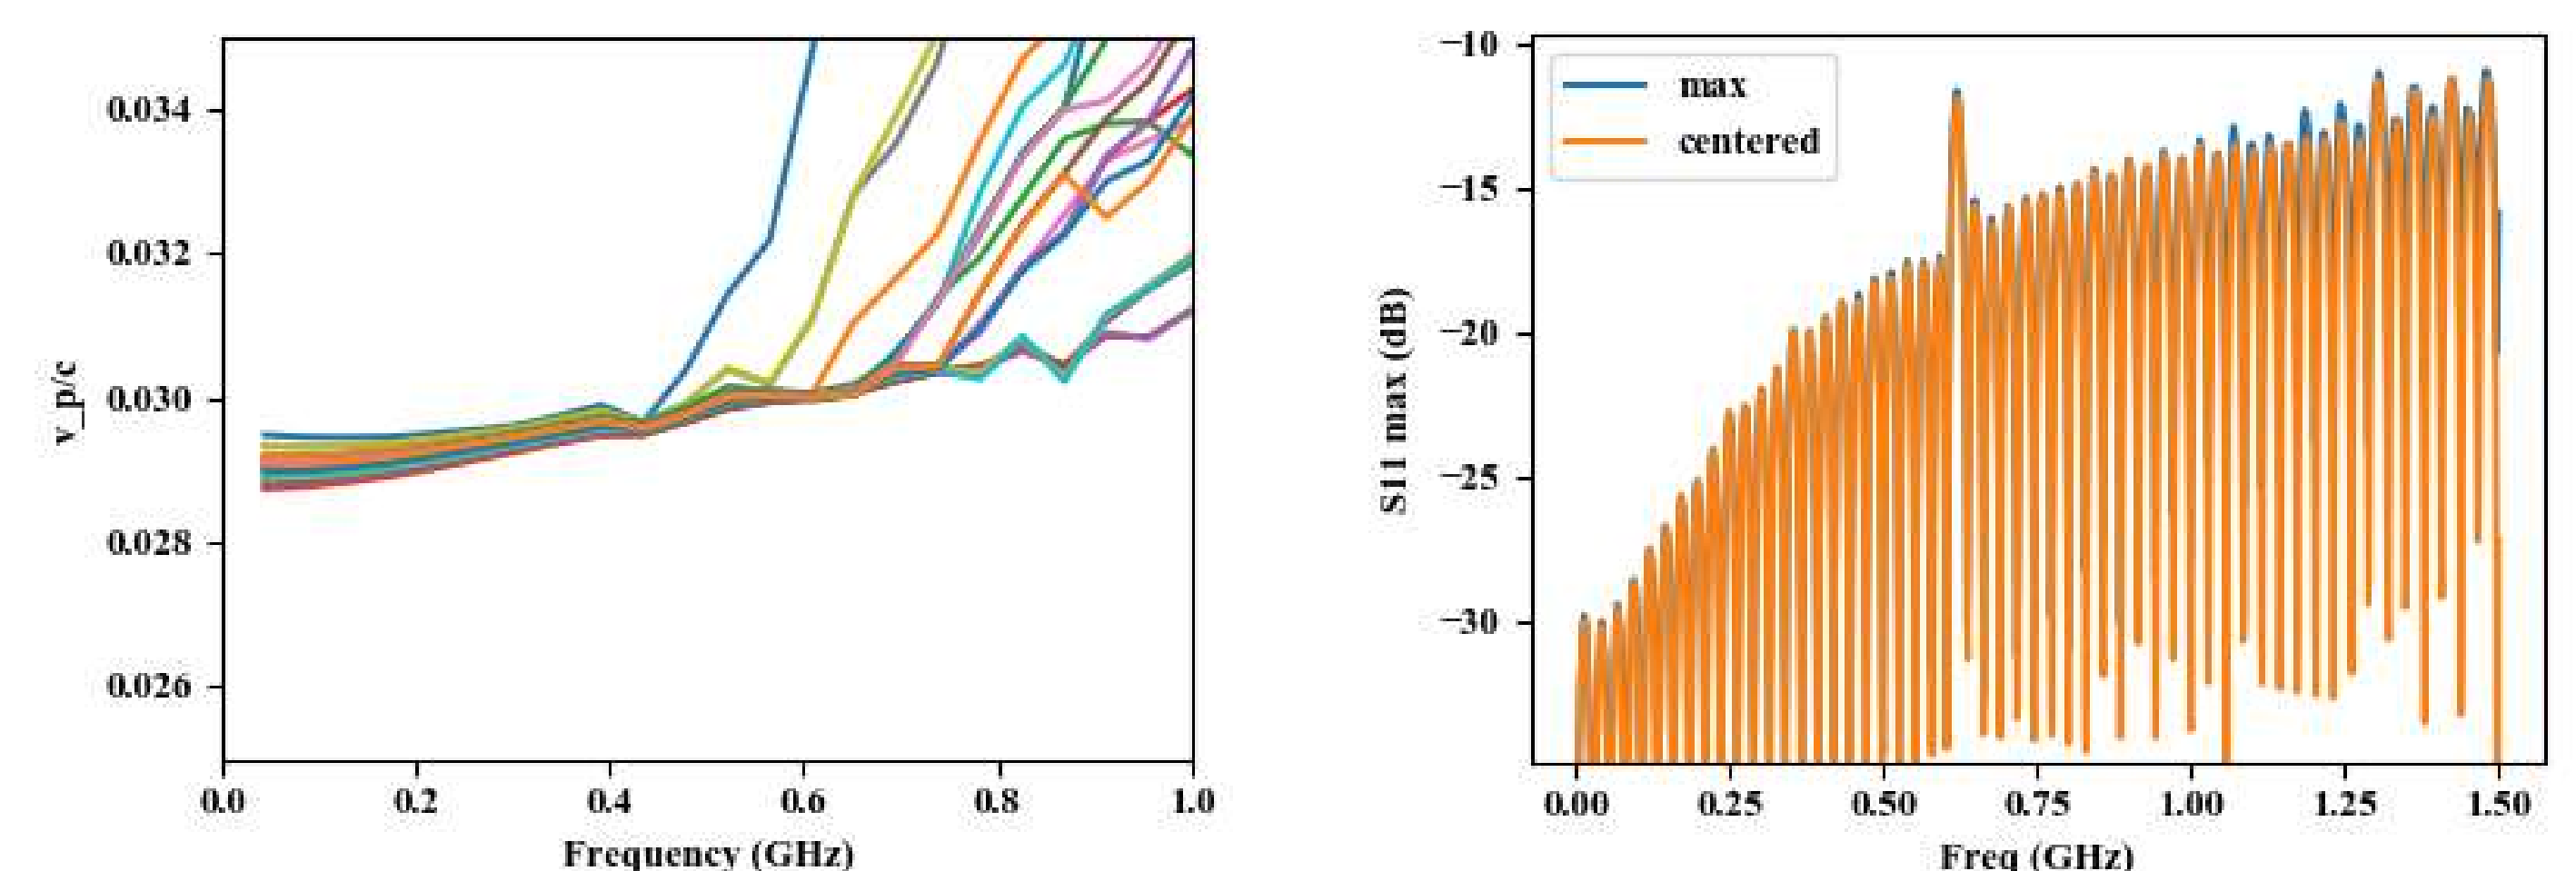 0.034
0.032
0.030
0.028
0.026
v_p/c
0.0 0.2 0.4 0.6 0.8 1.0
Frequency (GHz)
−10
−15
−20
−25
−30
S11 max (dB)
max
centered
0.00 0.25 0.50 0.75 1.00 1.25 1.50
Freq (GHz)